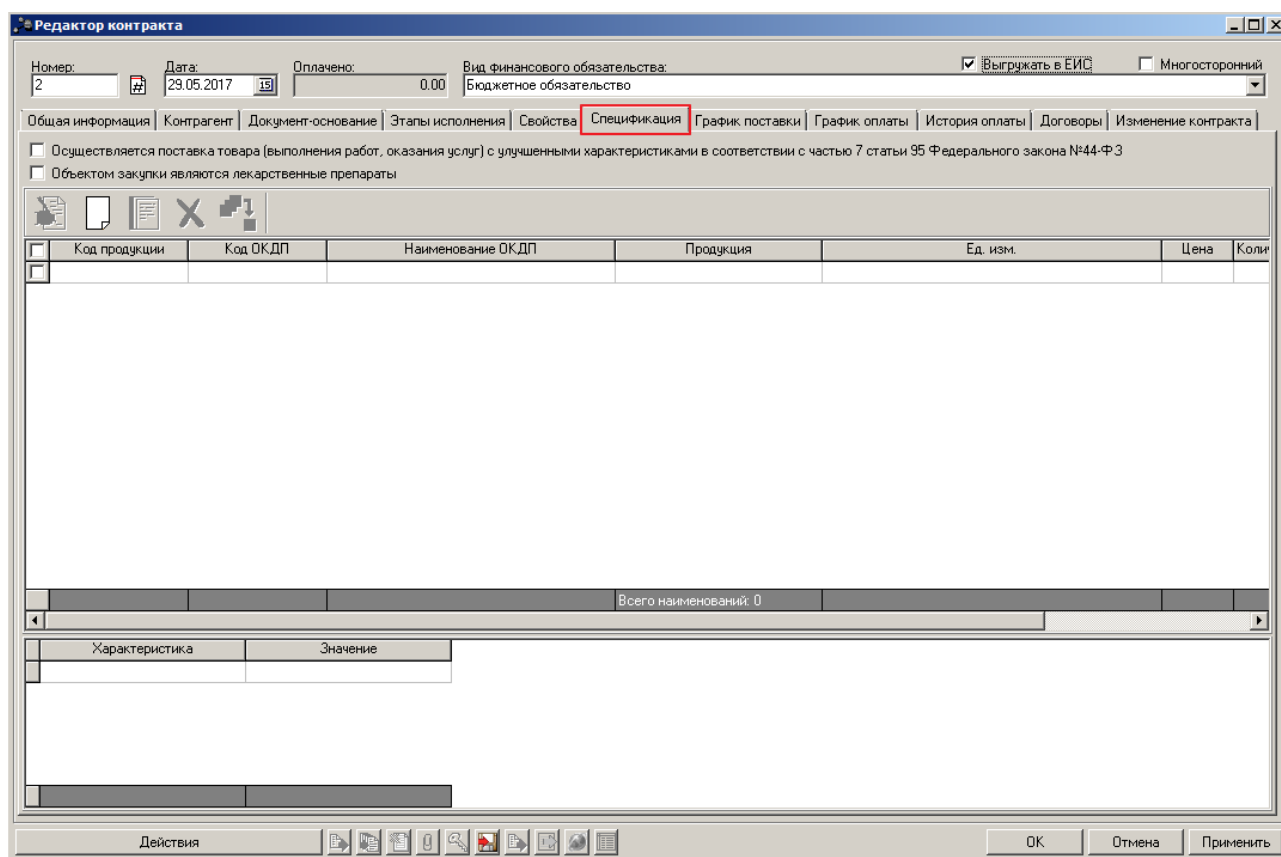 Редактор контракта
Номер: Дата: Оплачено: Вид финансового обязательства: Выгружать в ЕИС Многосторонний
2 29.05.2017 15 0.00 Бюджетное обязательство
Общая информация Контрагент Документ-основание Этапы исполнения Свойства Спецификация График поставки График оплаты История оплаты Договоры Изменение контракта
Осуществляется поставка товара (выполнения работ, оказания услуг) с улучшенными характеристиками в соответствии с частью 7 статьи 95 Федерального закона №44-ФЗ
Объектом закупки являются лекарственные препараты
Код продукции Код ОКДП Наименование ОКДП Продукция Ед. изм. Цена
Всего наименований: 0
Характеристика Значение
Действия ОК Отмена Применить